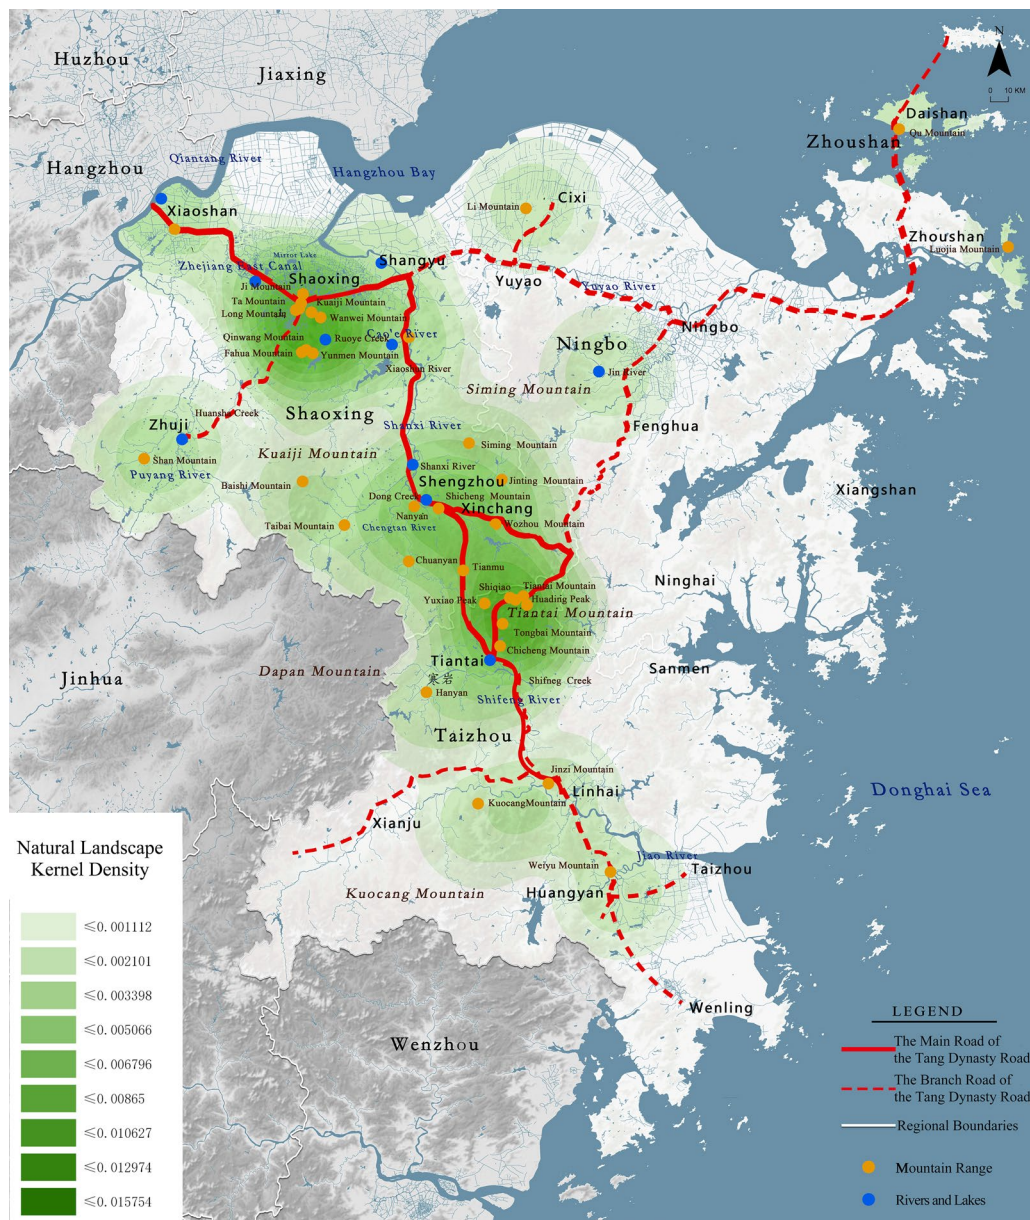 Huzhou
Jiaxing
Hangzhou
Qiantang River
Hangzhou Bay
Xiaoshan
N
0 10 KM
Daishan
Zhoushan
Qu Mountain
Cixi
Li Mountain
Zhoushan
Luojia Mountain
Mirror Lake
Zhejiang East Canal
Shaoxing
Shangyu
Yuyao
Yuyao River
Ji Mountain
Ta Mountain
Kuaiji Mountain
Long Mountain
Wanwei Mountain
Ningbo
Cao'e River
Qinwang Mountain
Ruoye Creek
Fahua Mountain
Yunmen Mountain
Xiaoshan River
Ningbo
Jin River
Siming Mountain
Huansha Creek
Shaoxing
Zhuji
Shanxi River
Fenghua
Kuaiji Mountain
Siming Mountain
Shan Mountain
Puyang River
Shanxi River
Baishi Mountain
Shengzhou
Jinting Mountain
Dong Creek
Shicheng Mountain
Xiangshan
Nanyan
Xinchang
Taibai Mountain
Chengtan River
Wozhou Mountain
Chuanyan
Tianmu
Ninghai
Shiqiao
Tiantai Mountain
Yuxiao Peak
Huading Peak
Tiantai Mountain
Tongbai Mountain
Chicheng Mountain
Tiantai
Sanmen
Dapan Mountain
寒岩
Shifneg Creek
Jinhua
Hanyan
Shifeng River
Taizhou
Jinzi Mountain
Linhai
KuocangMountain
Donghai Sea
Xianju
Jiao River
Weiyu Mountain
Taizhou
Kuocang Mountain
Huangyan
Wenling
Wenzhou
Natural Landscape
Kernel Density
≤0.001112
≤0.002101
≤0.003398
≤0.005066
≤0.006796
≤0.00865
≤0.010627
≤0.012974
≤0.015754
LEGEND
The Main Road of
the Tang Dynasty Road
The Branch Road of
the Tang Dynasty Road
Regional Boundaries
Mountain Range
Rivers and Lakes